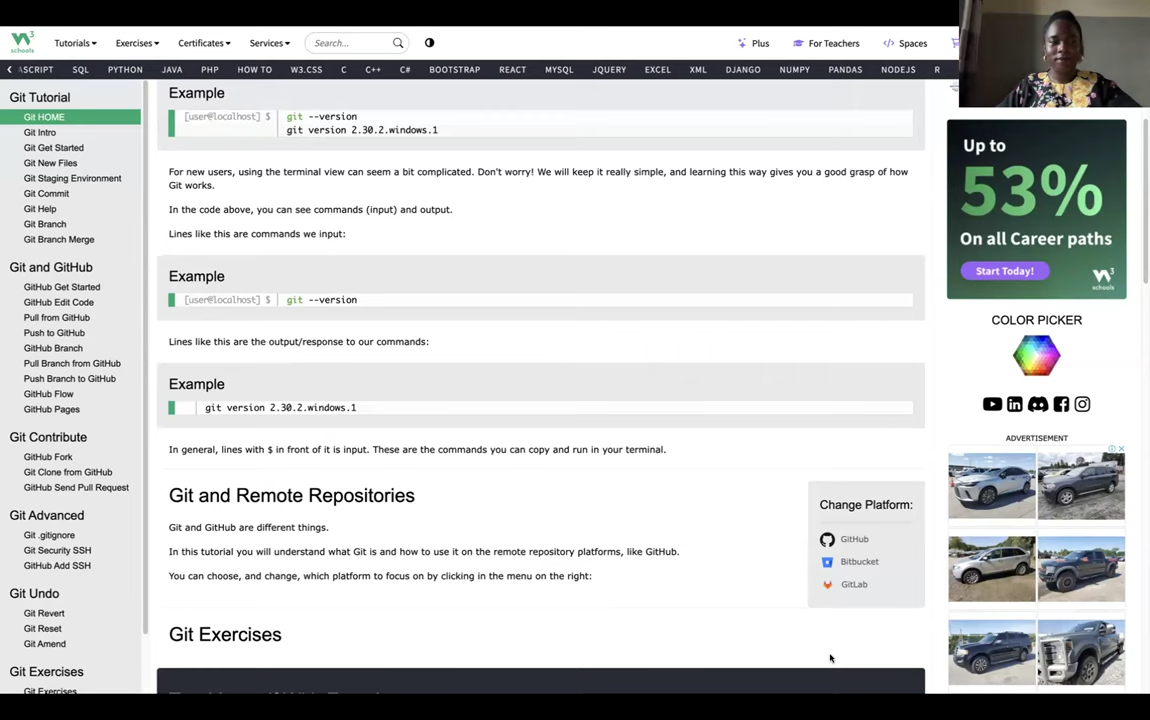 W3
schools
Tutorials
Exercises
Certificates
Services
Search...
Plus
For Teachers
Spaces
ASCRIPT SQL PYTHON JAVA PHP HOW TO W3.CSS C C++ C# BOOTSTRAP REACT MYSQL JQUERY EXCEL XML DJANGO NUMPY PANDAS NODEJS R
Git Tutorial
Git HOME
Git Intro
Git Get Started
Git New Files
Git Staging Environment
Git Commit
Git Help
Git Branch
Git Branch Merge
Git and GitHub
GitHub Get Started
GitHub Edit Code
Pull from GitHub
Push to GitHub
GitHub Branch
Pull Branch from GitHub
Push Branch to GitHub
GitHub Flow
GitHub Pages
Git Contribute
GitHub Fork
Git Clone from GitHub
GitHub Send Pull Request
Git Advanced
Git .gitignore
Git Security SSH
GitHub Add SSH
Git Undo
Git Revert
Git Reset
Git Amend
Git Exercises
Git Exercises
Example
[user@localhost] $ git --version
git version 2.30.2.windows.1
For new users, using the terminal view can seem a bit complicated. Don't worry! We will keep it really simple, and learning this way gives you a good grasp of how
Git works.
In the code above, you can see commands (input) and output.
Lines like this are commands we input:
Example
[user@localhost] $ git --version
Lines like this are the output/response to our commands:
Example
git version 2.30.2.windows.1
In general, lines with $ in front of it is input. These are the commands you can copy and run in your terminal.
Git and Remote Repositories
Git and GitHub are different things.
In this tutorial you will understand what Git is and how to use it on the remote repository platforms, like GitHub.
You can choose, and change, which platform to focus on by clicking in the menu on the right:
Change Platform:
GitHub
Bitbucket
GitLab
Git Exercises
Up to
53%
On all Career paths
Start Today!
W3
schools
COLOR PICKER
ADVERTISEMENT